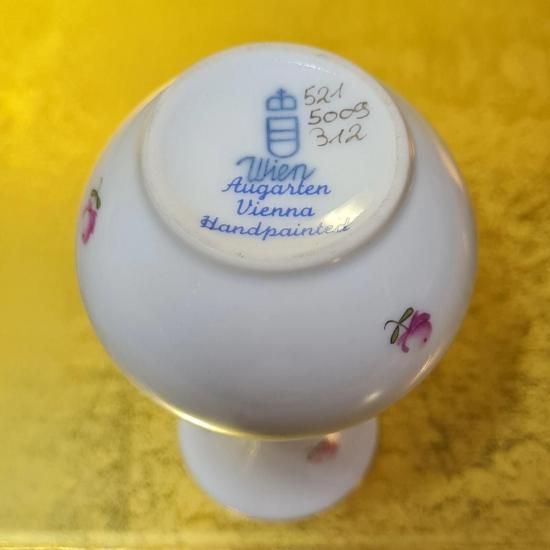 521
5009
312
Wien
Augarten
Vienna
Handpainted